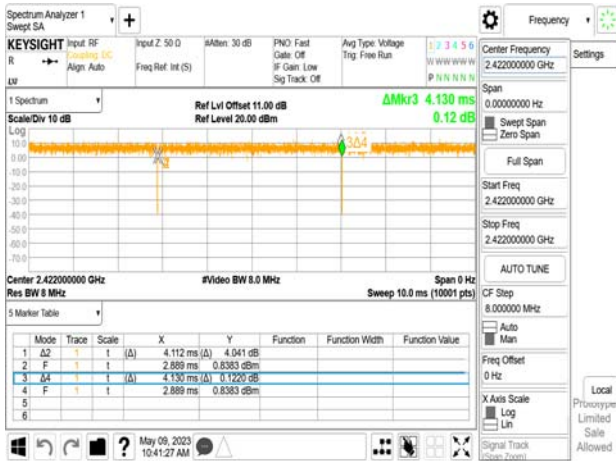 Spectrum Analyzer 1
Swept SA
Frequency
KEYSIGHT
Input: RF
Coupling: DC
Align: Auto
Input Z: 50 Ω
Freq Ref: Int (S)
#Atten: 30 dB
PNO: Fast
Gate: Off
IF Gain: Low
Sig Track: Off
Avg Type: Voltage
Trig: Free Run
1 2 3 4 5 6
W W W W W W
P N N N N N
R
LVI
1 Spectrum
Scale/Div 10 dB
Ref Lvl Offset 11.00 dB
Ref Level 20.00 dBm
ΔMkr3 4.130 ms
0.12 dB
Log
10.0
0.00
-10.0
-20.0
-30.0
-40.0
-50.0
-60.0
-70.0
3Δ4
Center 2.422000000 GHz
Res BW 8 MHz
#Video BW 8.0 MHz
Span 0 Hz
Sweep 10.0 ms (10001 pts)
5 Marker Table
Mode Trace Scale X Y Function Function Width Function Value
1 Δ2 1 t (Δ) 4.112 ms (Δ) 4.041 dB
2 F 1 t 2.889 ms 0.8383 dBm
3 Δ4 1 t (Δ) 4.130 ms (Δ) 0.1220 dB
4 F 1 t 2.889 ms 0.8383 dBm
5
6
?
May 09, 2023
10:41:27 AM
Center Frequency
2.422000000 GHz
Settings
Span
0.00000000 Hz
Swept Span
Zero Span
Full Span
Start Freq
2.422000000 GHz
Stop Freq
2.422000000 GHz
AUTO TUNE
CF Step
8.000000 MHz
Auto
Man
Freq Offset
0 Hz
X Axis Scale
Log
Lin
Signal Track
(Span Zoom)
Local
Prototype
Limited
Sale
Allowed